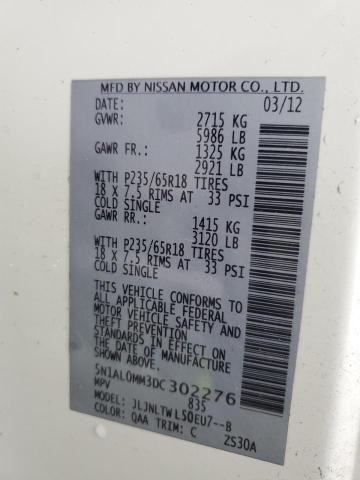 MFD BY NISSAN MOTOR CO., LTD.
DATE: 03/12
GVWR: 2715 KG
5986 LB
GAWR FR.: 1325 KG
2921 LB
WITH P235/65R18 TIRES
18 X 7.5 RIMS AT 33 PSI
COLD SINGLE
GAWR RR.: 1415 KG
3120 LB
WITH P235/65R18 TIRES
18 X 7.5 RIMS AT 33 PSI
COLD SINGLE
THIS VEHICLE CONFORMS TO
ALL APPLICABLE FEDERAL
MOTOR VEHICLE SAFETY
AND THEFT PREVENTION
STANDARDS IN EFFECT ON
THE DATE OF MANUFACTURE
SHOWN ABOVE.
5N1AL0MM3DC302276
MPV 835
MODEL: JLJNLTWL50EU7--B
COLOR: QAA TRIM: C ZS30A